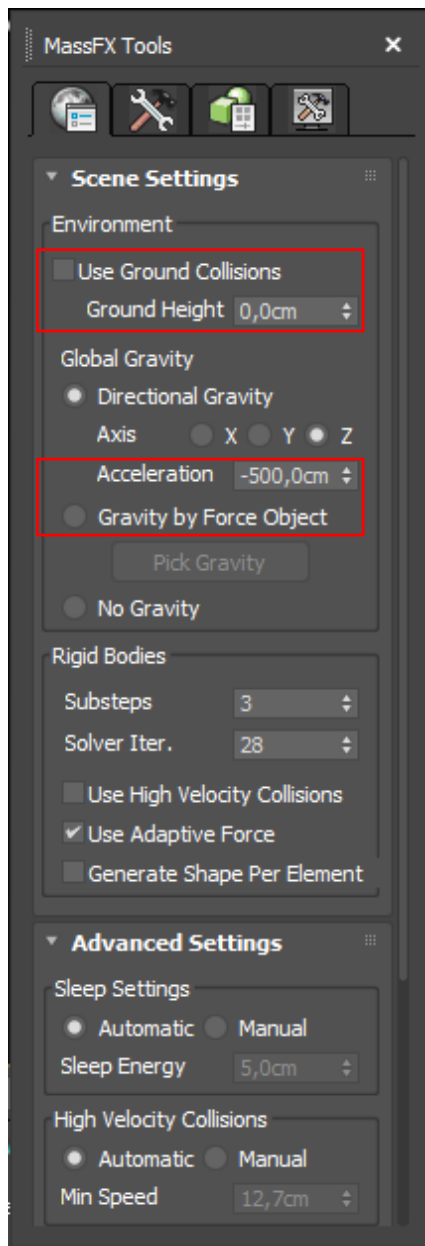 MassFX Tools
Scene Settings
Environment
Use Ground Collisions
Ground Height 0,0cm
Global Gravity
Directional Gravity
Axis X Y Z
Acceleration -500,0cm
Gravity by Force Object
Pick Gravity
No Gravity
Rigid Bodies
Substeps 3
Solver Iter. 28
Use High Velocity Collisions
Use Adaptive Force
Generate Shape Per Element
Advanced Settings
Sleep Settings
Automatic Manual
Sleep Energy 5,0cm
High Velocity Collisions
Automatic Manual
Min Speed 12,7cm